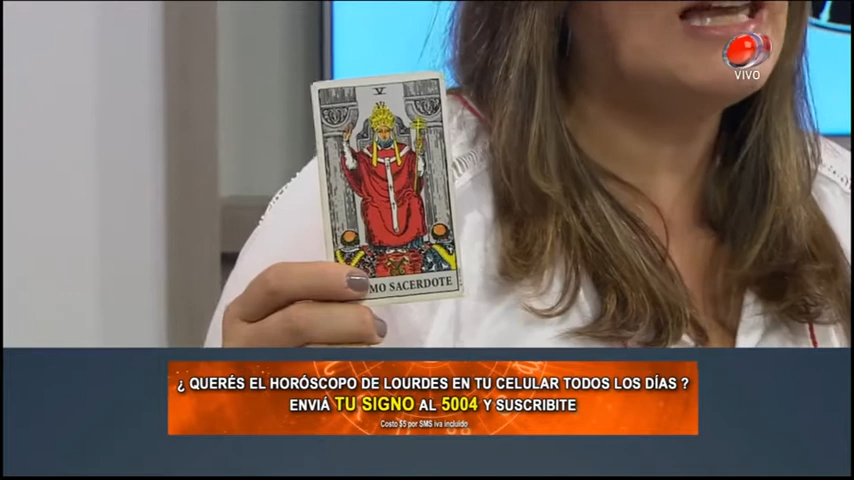 VIVO
V
MO SACERDOTE
¿ QUERÉS EL HORÓSCOPO DE LOURDES EN TU CELULAR TODOS LOS DÍAS ?
ENVIÁ TU SIGNO AL 5004 Y SUSCRIBITE
Costo $5 por SMS iva incluido